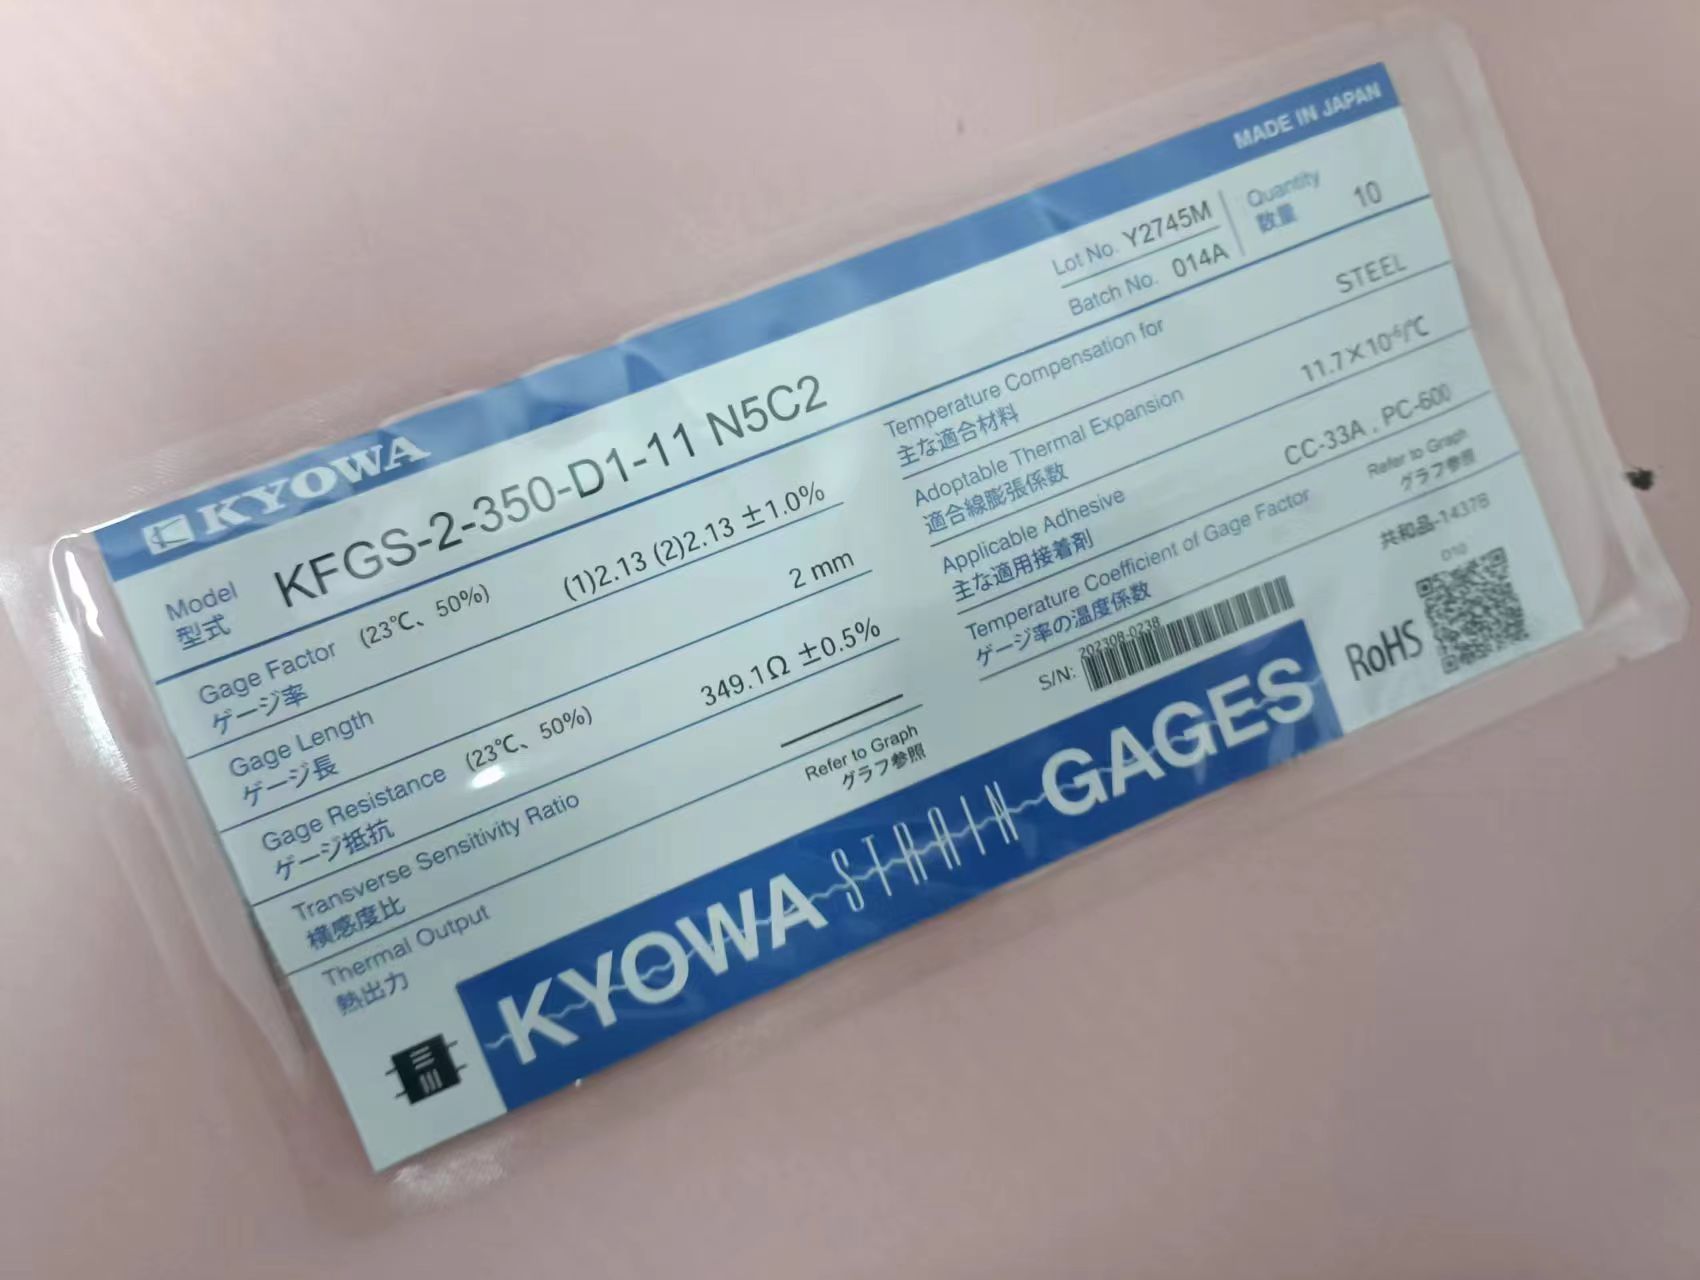 MADE IN JAPAN
KYOWA
Model 型式 KFGS-2-350-D1-11 N5C2
Lot No. Y2745M
Batch No. 014A
Quantity 数量 10
Gage Factor (23℃、50%) (1)2.13 (2)2.13 ±1.0%
ゲージ率
Gage Length 2 mm
ゲージ長
Gage Resistance (23℃、50%) 349.1Ω ±0.5%
ゲージ抵抗
Transverse Sensitivity Ratio
横感度比
Thermal Output Refer to Graph
熱出力 グラフ参照
Temperature Compensation for STEEL
主な適合材料
Adoptable Thermal Expansion 11.7×10⁻⁶/℃
適合線膨張係数
Applicable Adhesive CC-33A , PC-600
主な適用接着剤
Temperature Coefficient of Gage Factor Refer to Graph
ゲージ率の温度係数 グラフ参照
共和品-1437B
010
S/N: 202308-0238
RoHS
KYOWA STRAIN GAGES